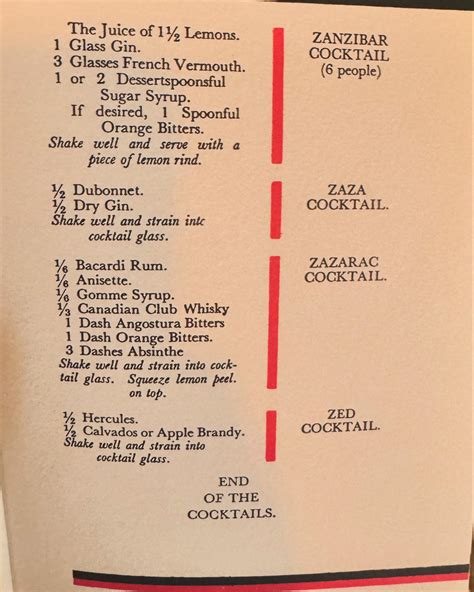 The Juice of 1½ Lemons.
1 Glass Gin.
3 Glasses French Vermouth.
1 or 2 Dessertspoonsful
Sugar Syrup.
If desired, 1 Spoonful
Orange Bitters.
Shake well and serve with a
piece of lemon rind.
ZANZIBAR
COCKTAIL
(6 people)
½ Dubonnet.
½ Dry Gin.
Shake well and strain into
cocktail glass.
ZAZA
COCKTAIL.
⅙ Bacardi Rum.
⅙ Anisette.
⅙ Gomme Syrup.
⅓ Canadian Club Whisky
1 Dash Angostura Bitters
1 Dash Orange Bitters.
3 Dashes Absinthe
Shake well and strain into cock-
tail glass. Squeeze lemon peel.
on top.
ZAZARAC
COCKTAIL.
½ Hercules.
½ Calvados or Apple Brandy.
Shake well and strain into
cocktail glass.
ZED
COCKTAIL.
END
OF THE
COCKTAILS.